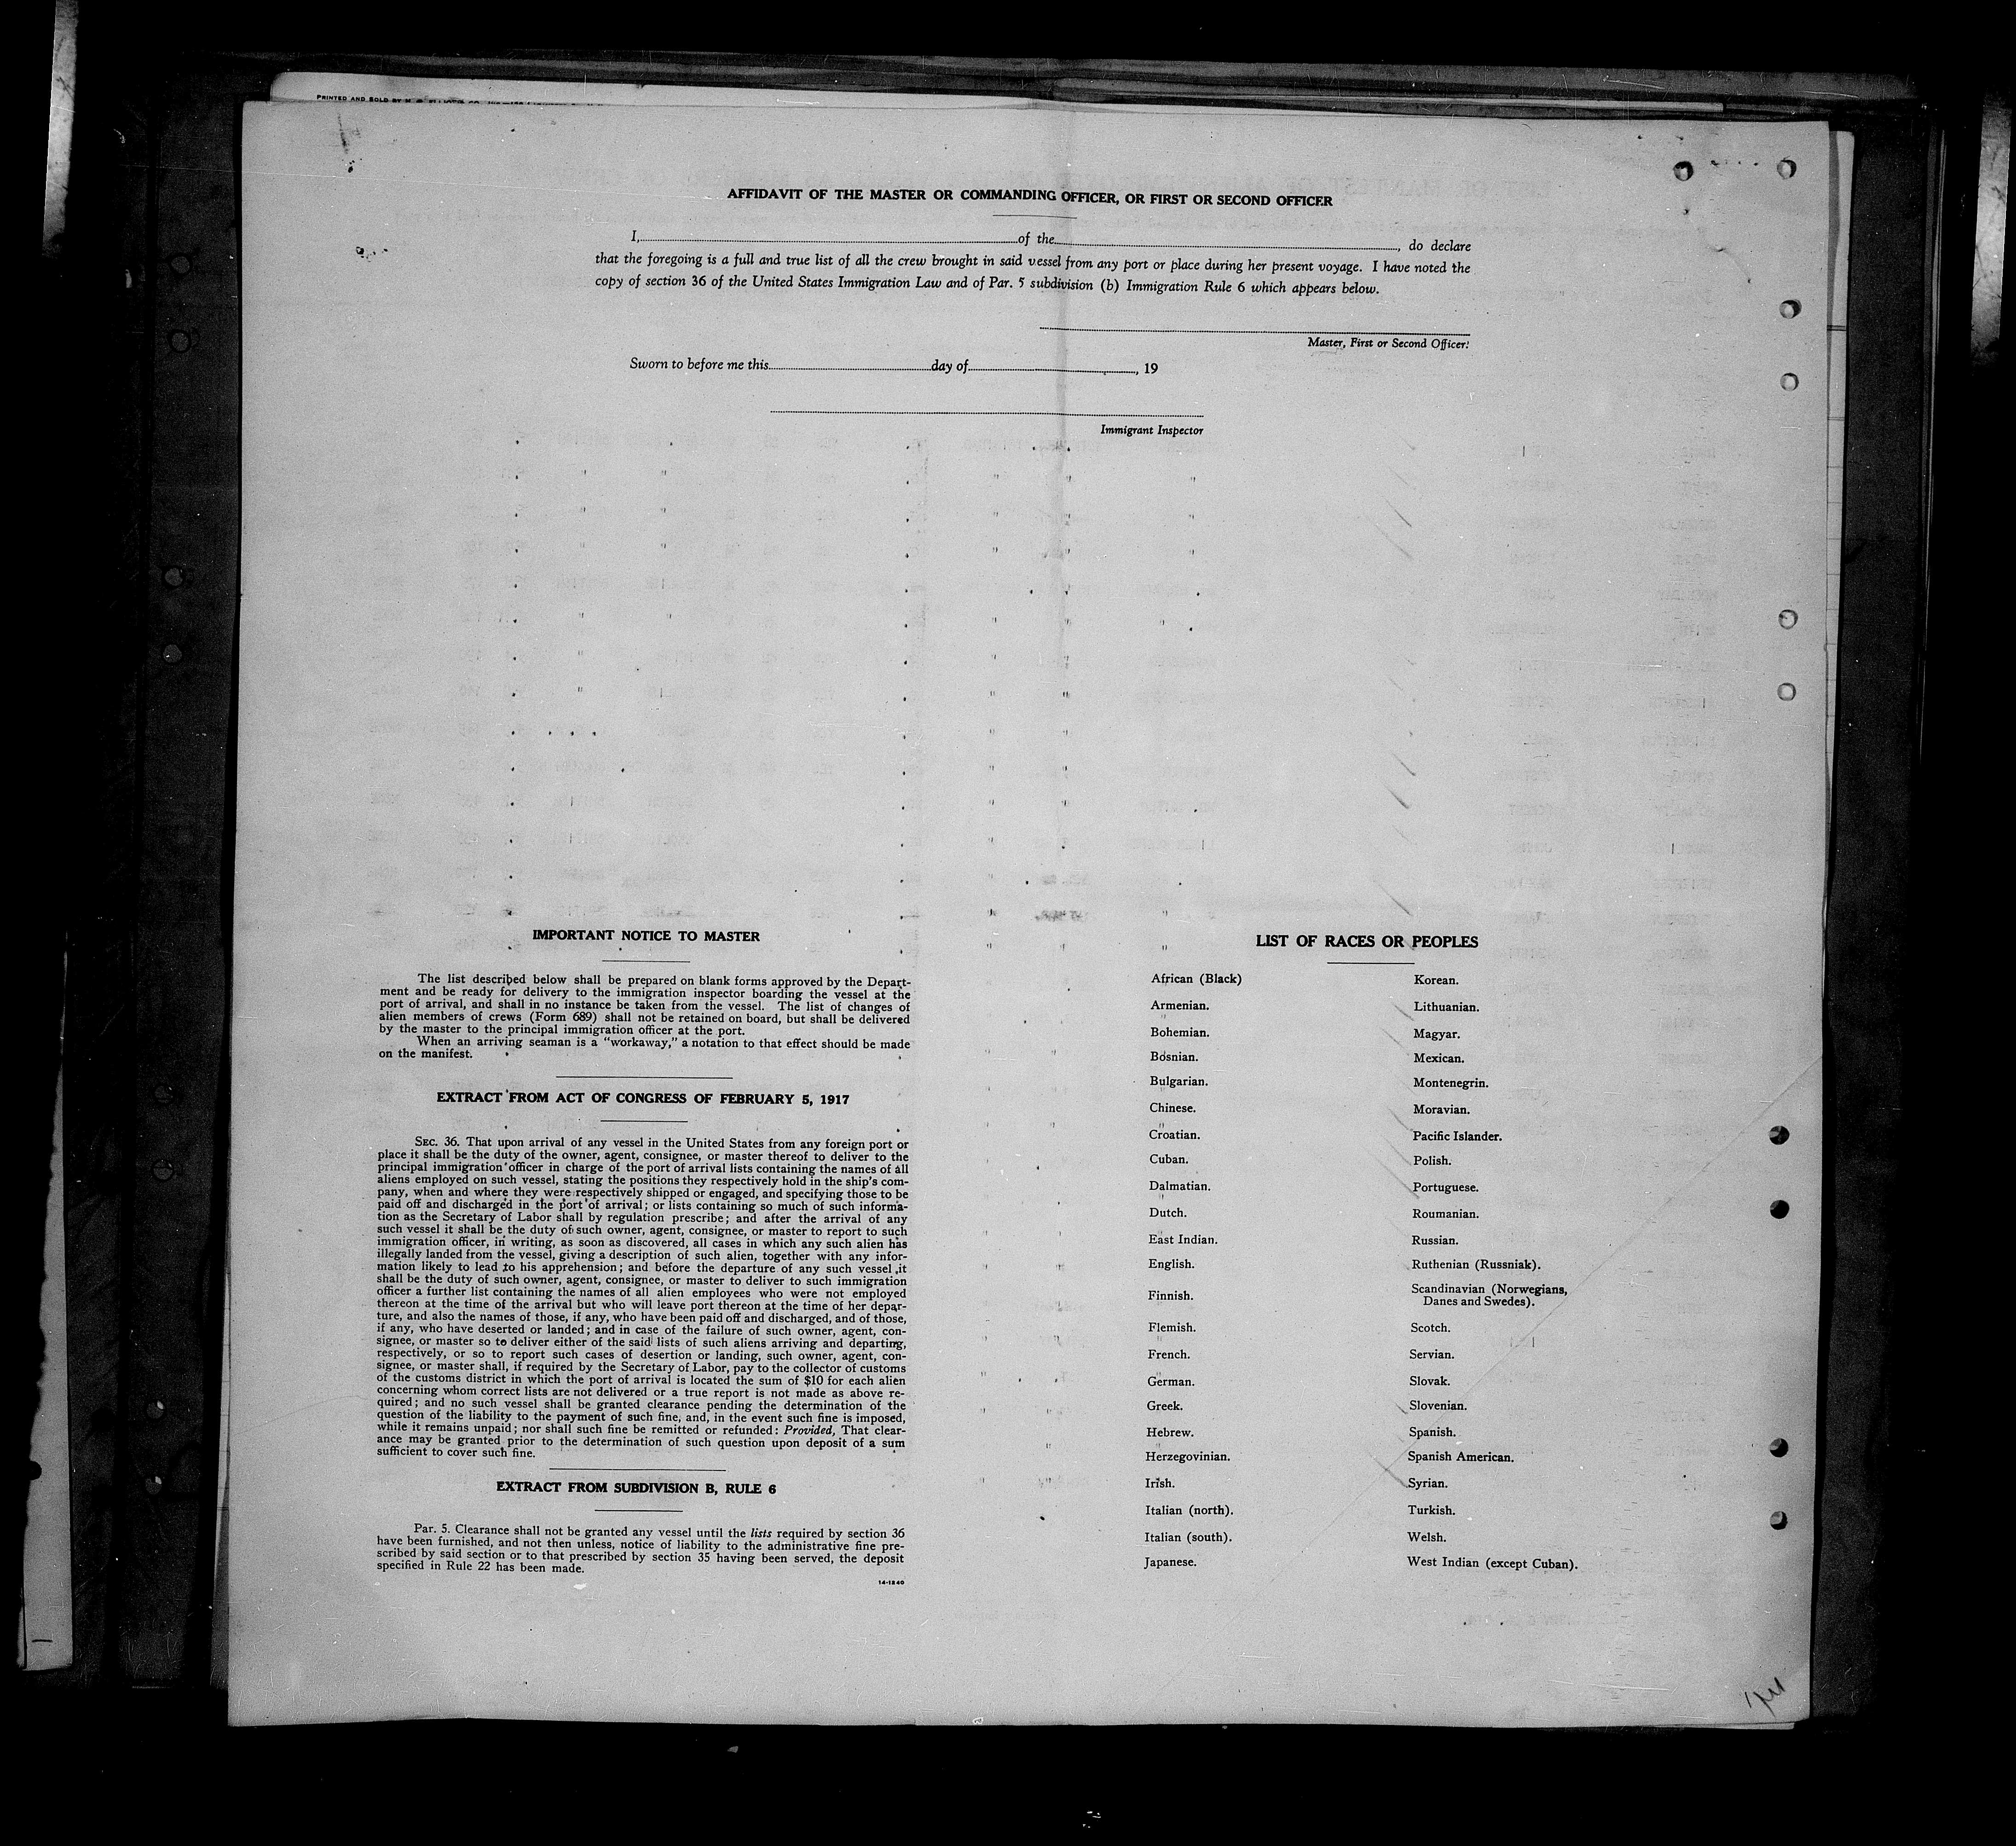 PRINTED AND SOLD BY
AFFIDAVIT OF THE MASTER OR COMMANDING OFFICER, OR FIRST OR SECOND OFFICER
I, of the , do declare
that the foregoing is a full and true list of all the crew brought in said vessel from any port or place during her present voyage. I have noted the
copy of section 36 of the United States Immigration Law and of Par. 5 subdivision (b) Immigration Rule 6 which appears below.
Master, First or Second Officer.
Sworn to before me this day of , 19
Immigrant Inspector
IMPORTANT NOTICE TO MASTER
The list described below shall be prepared on blank forms approved by the Depart-
ment and be ready for delivery to the immigration inspector boarding the vessel at the
port of arrival, and shall in no instance be taken from the vessel. The list of changes of
alien members of crews (Form 689) shall not be retained on board, but shall be delivered
by the master to the principal immigration officer at the port.
When an arriving seaman is a "workaway," a notation to that effect should be made
on the manifest.
EXTRACT FROM ACT OF CONGRESS OF FEBRUARY 5, 1917
SEC. 36. That upon arrival of any vessel in the United States from any foreign port or
place it shall be the duty of the owner, agent, consignee, or master thereof to deliver to the
principal immigration officer in charge of the port of arrival lists containing the names of all
aliens employed on such vessel, stating the positions they respectively hold in the ship's com-
pany, when and where they were respectively shipped or engaged, and specifying those to be
paid off and discharged in the port of arrival; or lists containing so much of such informa-
tion as the Secretary of Labor shall by regulation prescribe; and after the arrival of any
such vessel it shall be the duty of such owner, agent, consignee, or master to report to such
immigration officer, in writing, as soon as discovered, all cases in which any such alien has
illegally landed from the vessel, giving a description of such alien, together with any infor-
mation likely to lead to his apprehension; and before the departure of any such vessel it
shall be the duty of such owner, agent, consignee, or master to deliver to such immigration
officer a further list containing the names of all alien employees who were not employed
thereon at the time of the arrival but who will leave port thereon at the time of her depar-
ture, and also the names of those, if any, who have been paid off and discharged, and of those,
if any, who have deserted or landed; and in case of the failure of such owner, agent, con-
signee, or master so to deliver either of the said lists of such aliens arriving and departing,
respectively, or so to report such cases of desertion or landing, such owner, agent, con-
signee, or master shall, if required by the Secretary of Labor, pay to the collector of customs
of the customs district in which the port of arrival is located the sum of $10 for each alien
concerning whom correct lists are not delivered or a true report is not made as above re-
quired; and no such vessel shall be granted clearance pending the determination of the
question of the liability to the payment of such fine, and, in the event such fine is imposed,
while it remains unpaid; nor shall such fine be remitted or refunded: Provided, That clear-
ance may be granted prior to the determination of such question upon deposit of a sum
sufficient to cover such fine.
EXTRACT FROM SUBDIVISION B, RULE 6
Par. 5. Clearance shall not be granted any vessel until the lists required by section 36
have been furnished, and not then unless, notice of liability to the administrative fine pre-
scribed by said section or to that prescribed by section 35 having been served, the deposit
specified in Rule 22 has been made.
14-1240
LIST OF RACES OR PEOPLES
African (Black)
Armenian.
Bohemian.
Bosnian.
Bulgarian.
Chinese.
Croatian.
Cuban.
Dalmatian.
Dutch.
East Indian.
English.
Finnish.
Flemish.
French.
German.
Greek.
Hebrew.
Herzegovinian.
Irish.
Italian (north).
Italian (south).
Japanese.
Korean.
Lithuanian.
Magyar.
Mexican.
Montenegrin.
Moravian.
Pacific Islander.
Polish.
Portuguese.
Roumanian.
Russian.
Ruthenian (Russniak).
Scandinavian (Norwegians,
Danes and Swedes).
Scotch.
Servian.
Slovak.
Slovenian.
Spanish.
Spanish American.
Syrian.
Turkish.
Welsh.
West Indian (except Cuban).